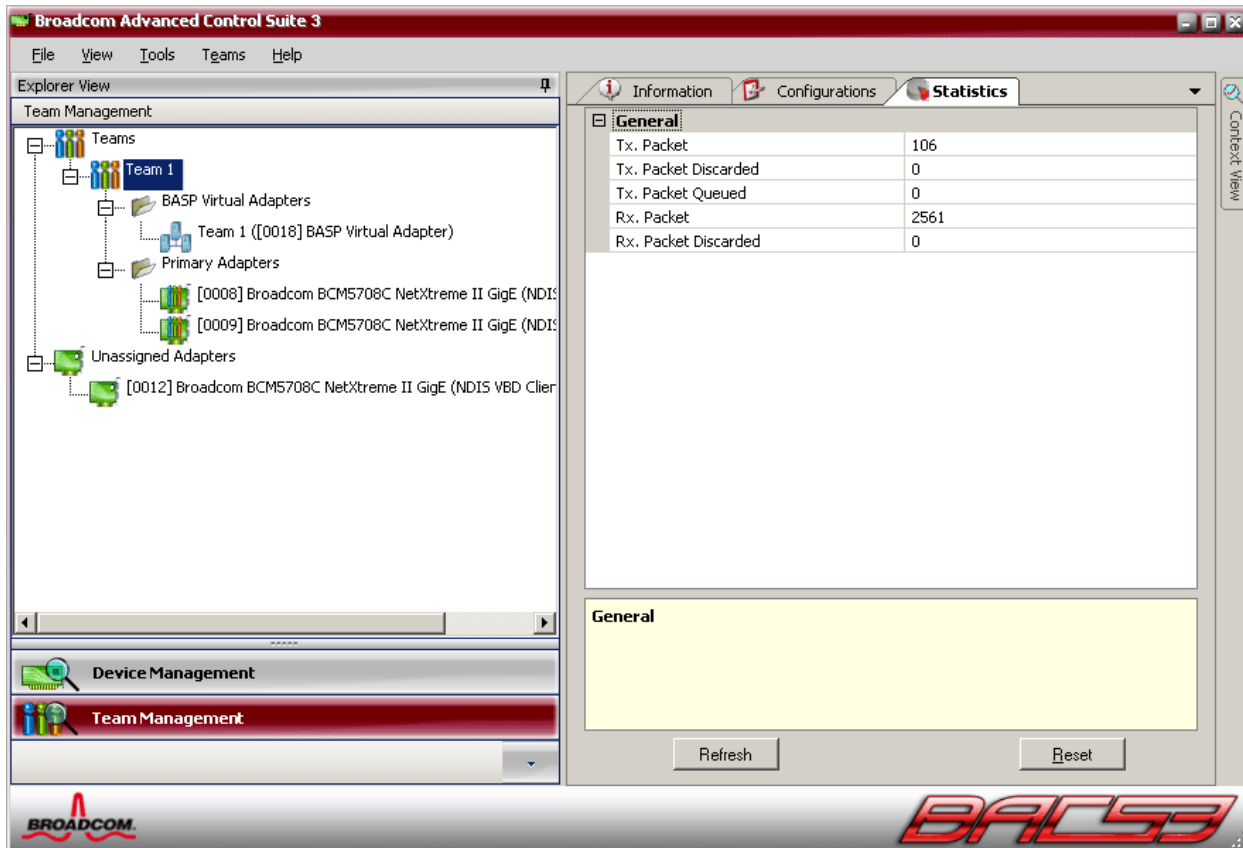 Broadcom Advanced Control Suite 3
File View Tools Teams Help
Explorer View
Team Management
Teams
Team 1
BASP Virtual Adapters
Team 1 ([0018] BASP Virtual Adapter)
Primary Adapters
[0008] Broadcom BCM5708C NetXtreme II GigE (NDIS
[0009] Broadcom BCM5708C NetXtreme II GigE (NDIS
Unassigned Adapters
[0012] Broadcom BCM5708C NetXtreme II GigE (NDIS VBD Clien
Device Management
Team Management
Information Configurations Statistics
General
Tx. Packet 106
Tx. Packet Discarded 0
Tx. Packet Queued 0
Rx. Packet 2561
Rx. Packet Discarded 0
General
Refresh Reset
Context View
BROADCOM.
BACS3